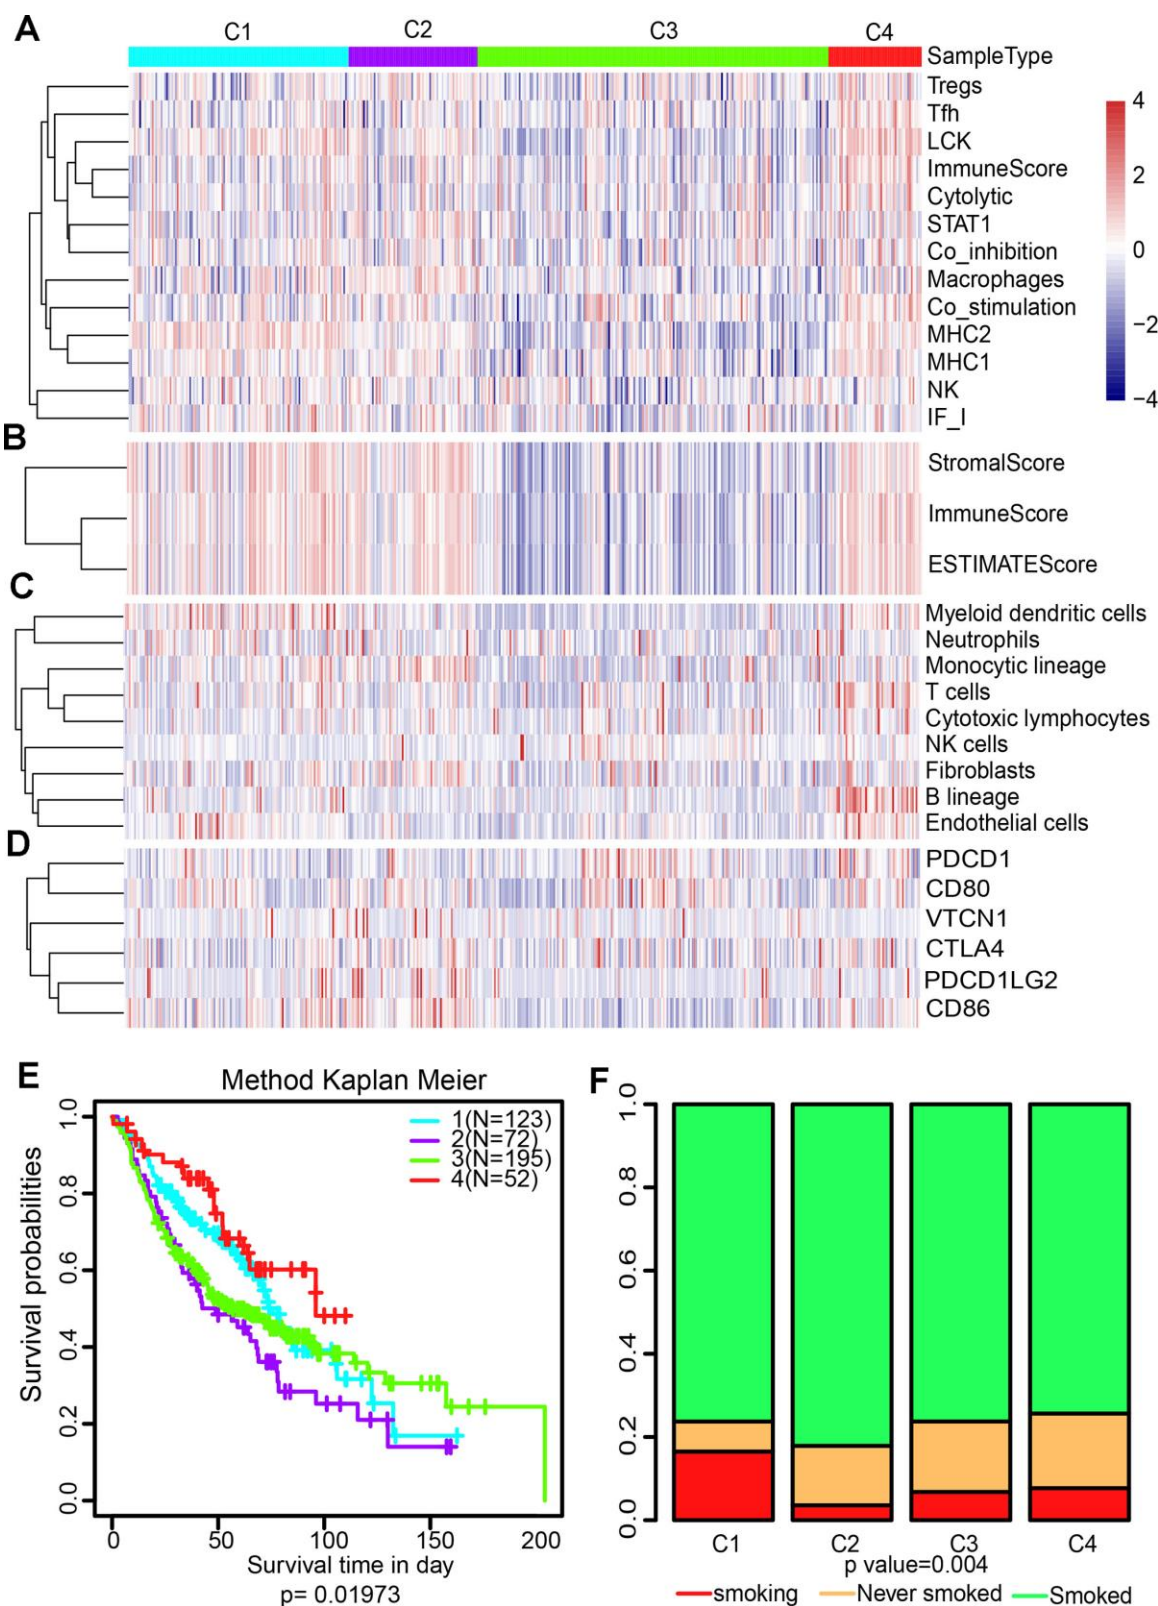 A
C1 C2 C3 C4
SampleType
Tregs
Tfh
LCK
ImmuneScore
Cytolytic
STAT1
Co_inhibition
Macrophages
Co_stimulation
MHC2
MHC1
NK
IF_I
4
2
0
−2
−4
B
StromalScore
ImmuneScore
ESTIMATEScore
C
Myeloid dendritic cells
Neutrophils
Monocytic lineage
T cells
Cytotoxic lymphocytes
NK cells
Fibroblasts
B lineage
Endothelial cells
D
PDCD1
CD80
VTCN1
CTLA4
PDCD1LG2
CD86
E
Method Kaplan Meier
1(N=123)
2(N=72)
3(N=195)
4(N=52)
Survival probabilities
1.0
0.8
0.6
0.4
0.2
0.0
0 50 100 150 200
Survival time in day
p= 0.01973
F
1.0
0.8
0.6
0.4
0.2
0.0
C1 C2 C3 C4
p value=0.004
smoking Never smoked Smoked